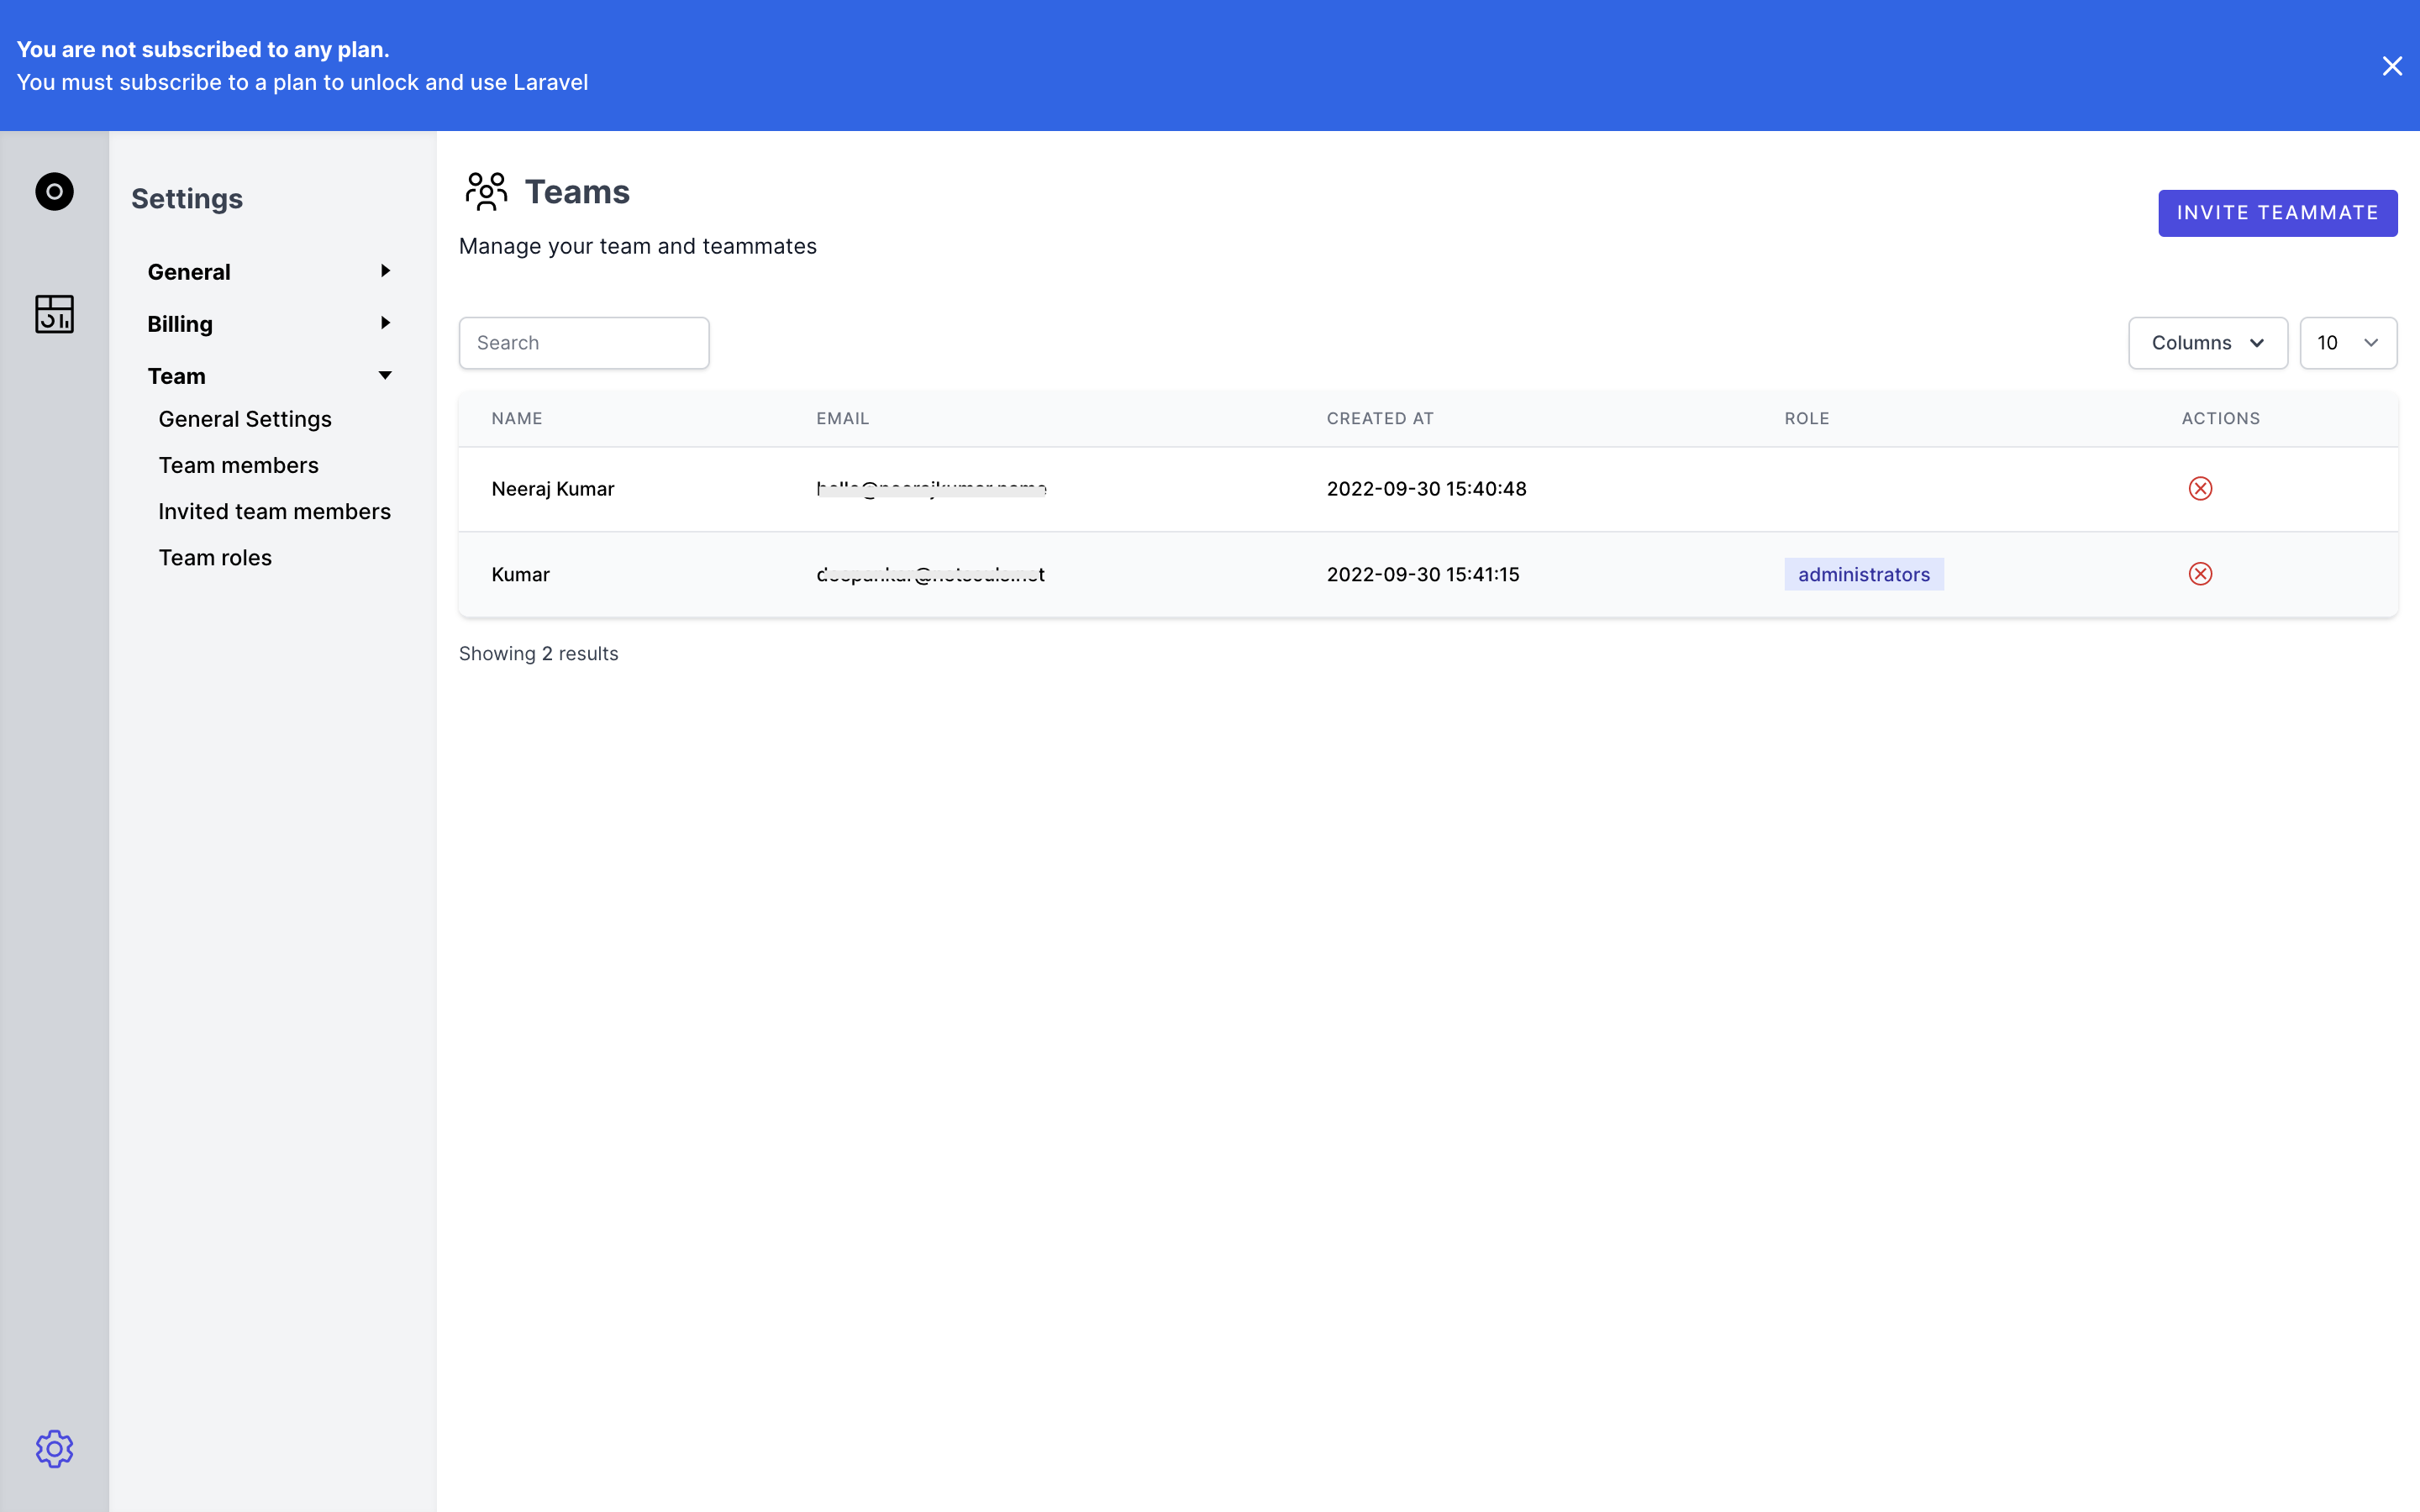 You are not subscribed to any plan.
You must subscribe to a plan to unlock and use Laravel
Settings
General
Billing
Team
General Settings
Team members
Invited team members
Team roles
Teams
INVITE TEAMMATE
Manage your team and teammates
Search
Columns
10
NAME EMAIL CREATED AT ROLE ACTIONS
Neeraj Kumar 2022-09-30 15:40:48
Kumar 2022-09-30 15:41:15 administrators
Showing 2 results